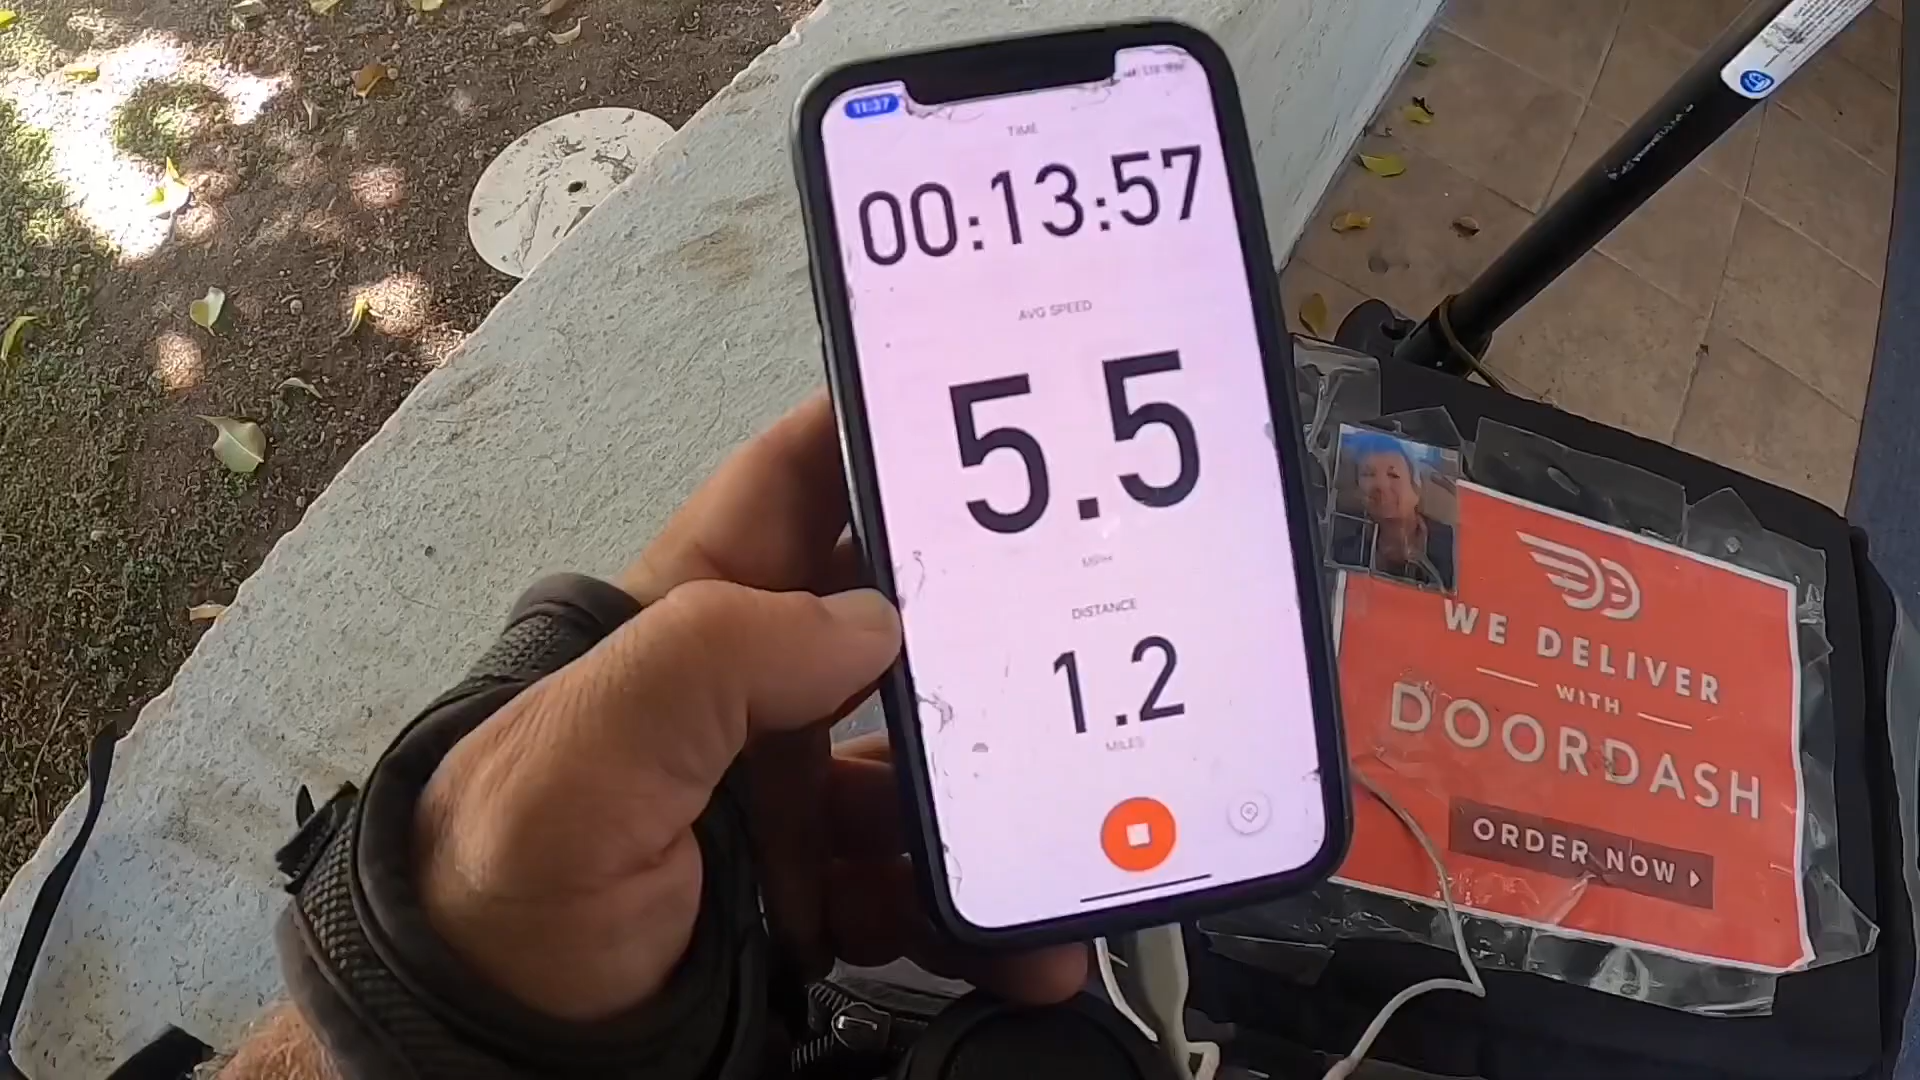 11:37
TIME
00:13:57
AVG SPEED
5.5
DISTANCE
1.2
MILES
WE DELIVER
WITH
DOORDASH
ORDER NOW